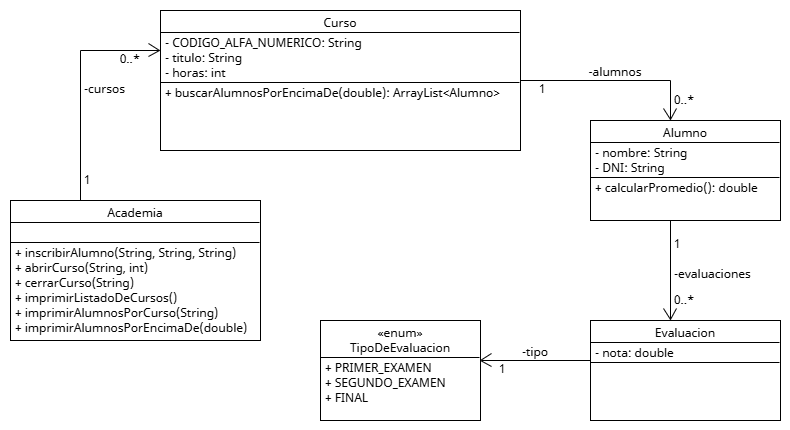 Curso
- CODIGO_ALFA_NUMERICO: String
- titulo: String
- horas: int
+ buscarAlumnosPorEncimaDe(double): ArrayList<Alumno>
0..*
-cursos
1
-alumnos
1
0..*
Alumno
- nombre: String
- DNI: String
+ calcularPromedio(): double
Academia
+ inscribirAlumno(String, String, String)
+ abrirCurso(String, int)
+ cerrarCurso(String)
+ imprimirListadoDeCursos()
+ imprimirAlumnosPorCurso(String)
+ imprimirAlumnosPorEncimaDe(double)
1
-evaluaciones
0..*
Evaluacion
- nota: double
-tipo
1
«enum»
TipoDeEvaluacion
+ PRIMER_EXAMEN
+ SEGUNDO_EXAMEN
+ FINAL